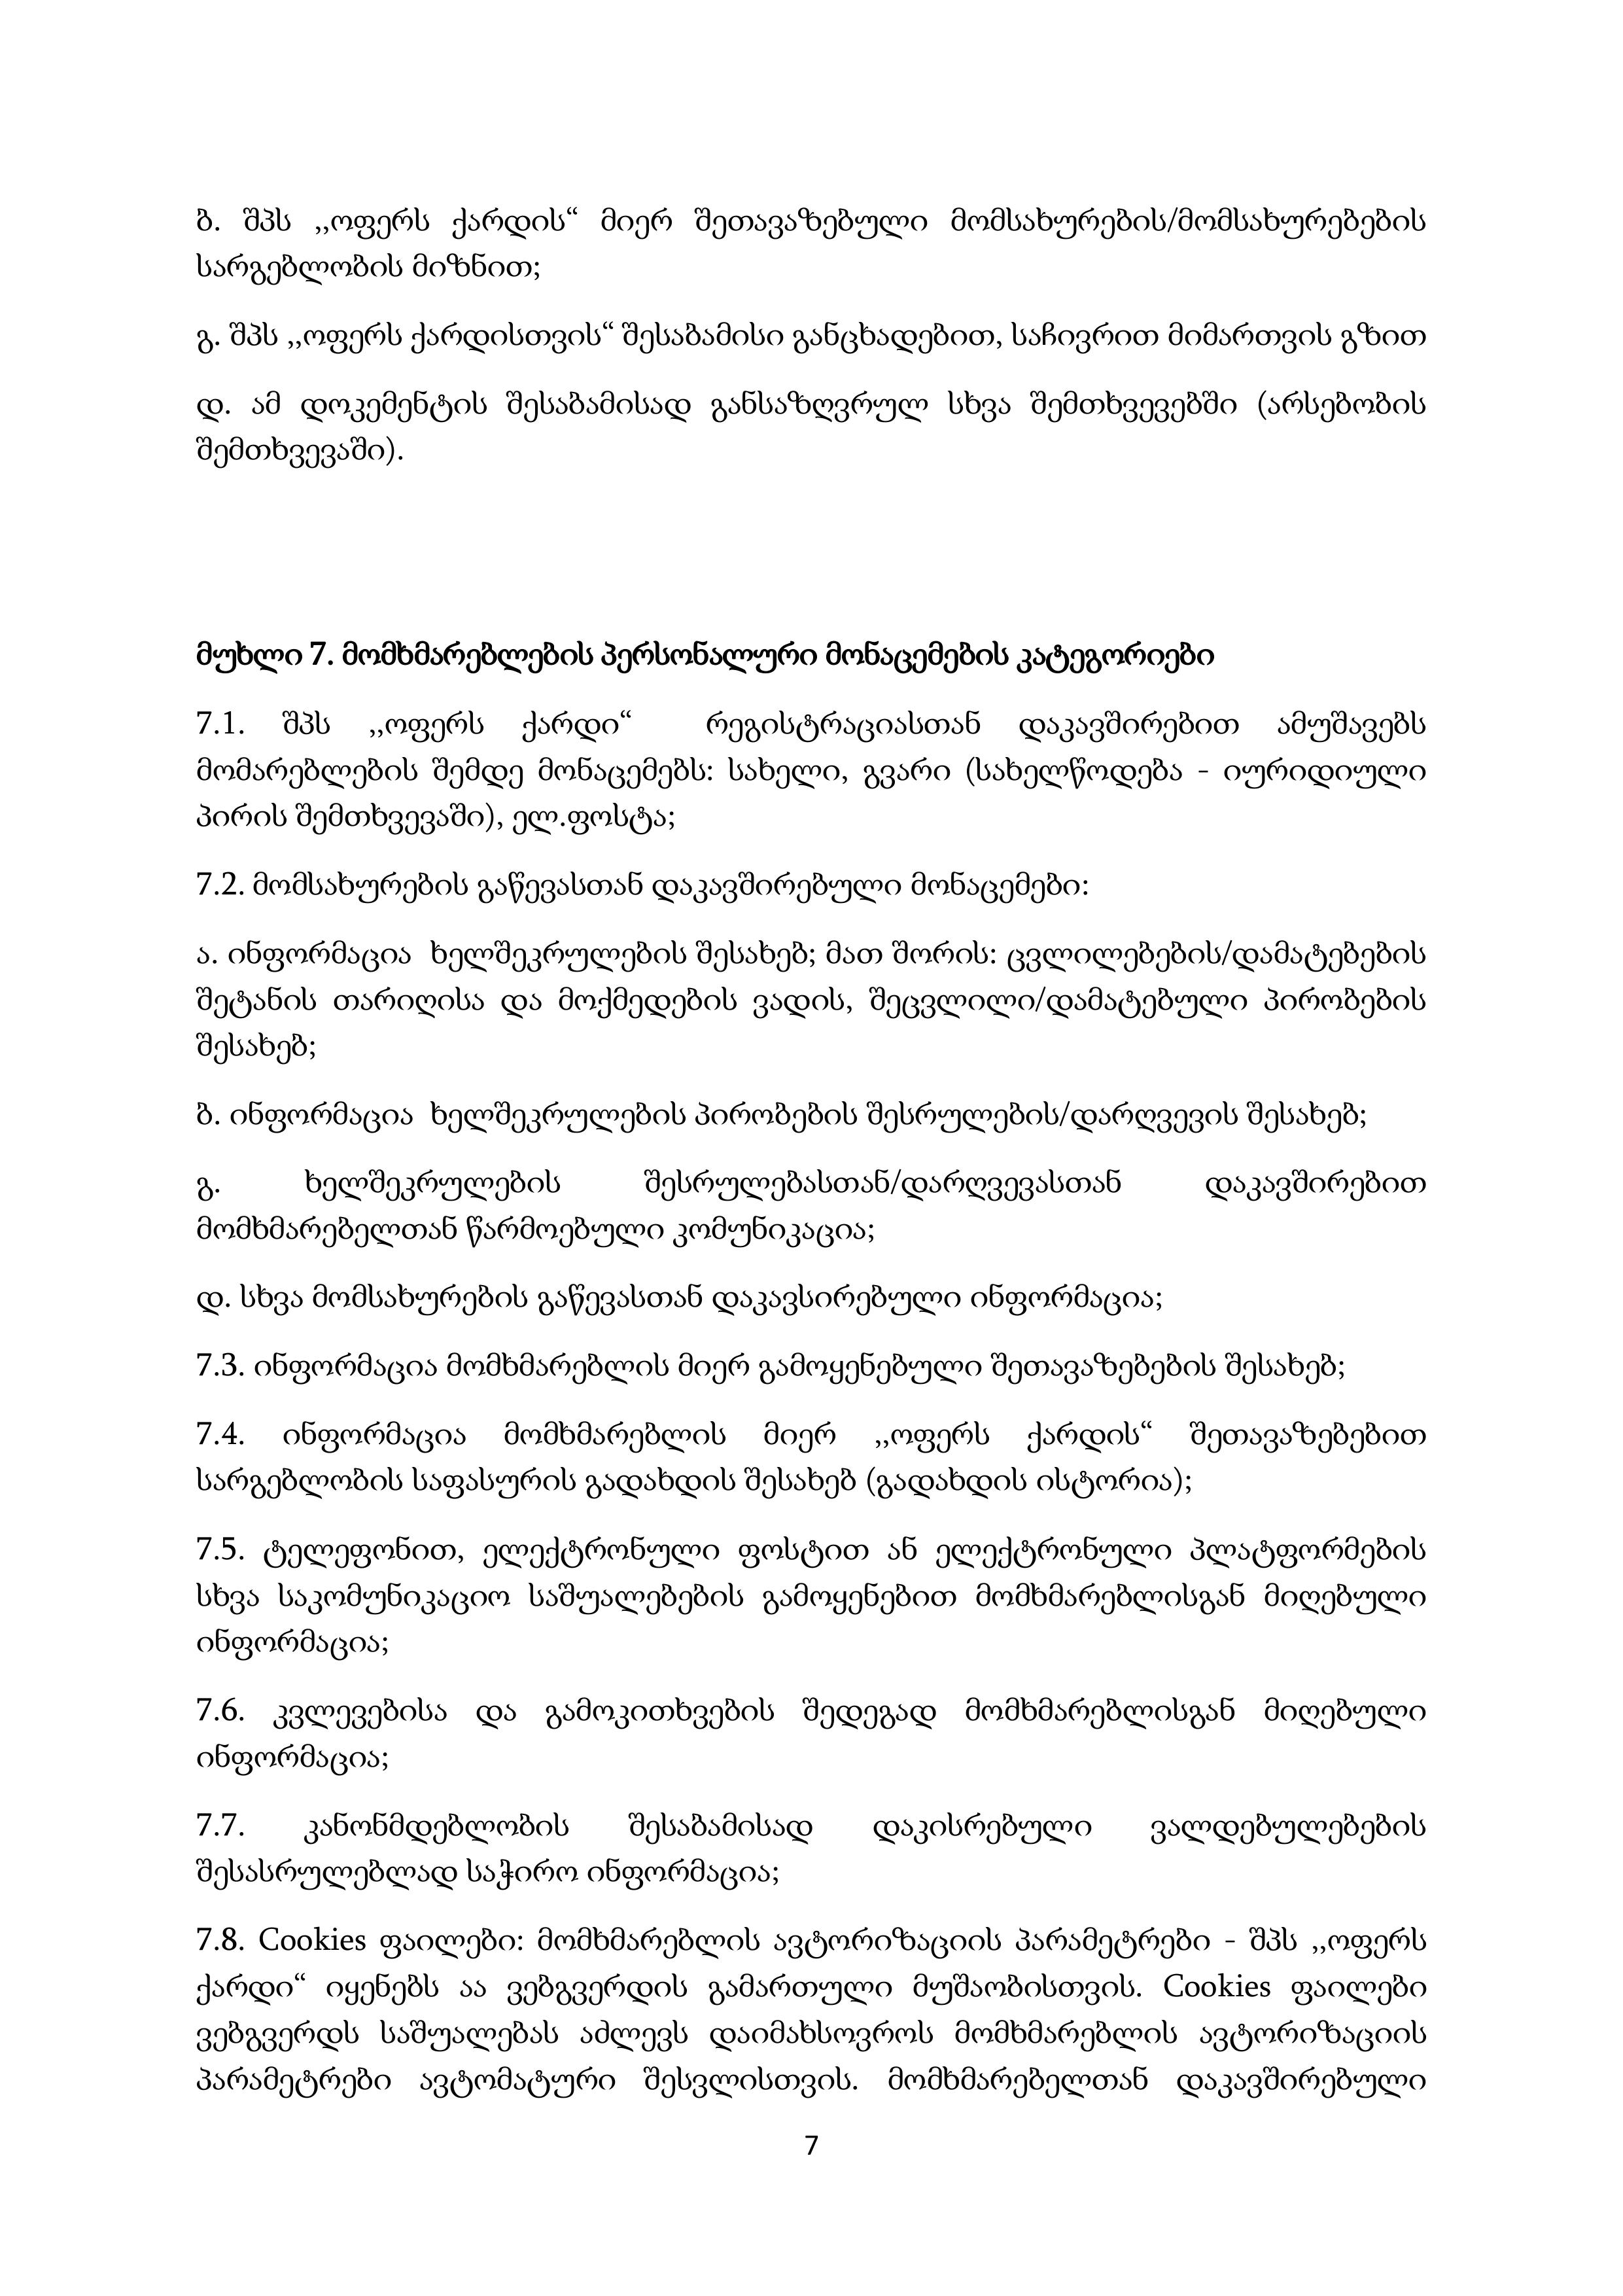 ბ. შპს ,,ოფერს ქარდის“ მიერ შეთავაზებული მომსახურების/მომსახურებების
სარგებლობის მიზნით;
გ. შპს ,,ოფერს ქარდისთვის“ შესაბამისი განცხადებით, საჩივრით მიმართვის გზით
დ. ამ დოკემენტის შესაბამისად განსაზღვრულ სხვა შემთხვევებში (არსებობის
შემთხვევაში).
მუხლი 7. მომხმარებლების პერსონალური მონაცემების კატეგორიები
7.1. შპს ,,ოფერს ქარდი“ რეგისტრაციასთან დაკავშირებით ამუშავებს
მომარებლების შემდე მონაცემებს: სახელი, გვარი (სახელწოდება - იურიდიული
პირის შემთხვევაში), ელ.ფოსტა;
7.2. მომსახურების გაწევასთან დაკავშირებული მონაცემები:
ა. ინფორმაცია ხელშეკრულების შესახებ; მათ შორის: ცვლილებების/დამატებების
შეტანის თარიღისა და მოქმედების ვადის, შეცვლილი/დამატებული პირობების
შესახებ;
ბ. ინფორმაცია ხელშეკრულების პირობების შესრულების/დარღვევის შესახებ;
გ. ხელშეკრულების შესრულებასთან/დარღვევასთან დაკავშირებით
მომხმარებელთან წარმოებული კომუნიკაცია;
დ. სხვა მომსახურების გაწევასთან დაკავსირებული ინფორმაცია;
7.3. ინფორმაცია მომხმარებლის მიერ გამოყენებული შეთავაზებების შესახებ;
7.4. ინფორმაცია მომხმარებლის მიერ ,,ოფერს ქარდის“ შეთავაზებებით
სარგებლობის საფასურის გადახდის შესახებ (გადახდის ისტორია);
7.5. ტელეფონით, ელექტრონული ფოსტით ან ელექტრონული პლატფორმების
სხვა საკომუნიკაციო საშუალებების გამოყენებით მომხმარებლისგან მიღებული
ინფორმაცია;
7.6. კვლევებისა და გამოკითხვების შედეგად მომხმარებლისგან მიღებული
ინფორმაცია;
7.7. კანონმდებლობის შესაბამისად დაკისრებული ვალდებულებების
შესასრულებლად საჭირო ინფორმაცია;
7.8. Cookies ფაილები: მომხმარებლის ავტორიზაციის პარამეტრები - შპს ,,ოფერს
ქარდი“ იყენებს აა ვებგვერდის გამართული მუშაობისთვის. Cookies ფაილები
ვებგვერდს საშუალებას აძლევს დაიმახსოვროს მომხმარებლის ავტორიზაციის
პარამეტრები ავტომატური შესვლისთვის. მომხმარებელთან დაკავშირებული
7